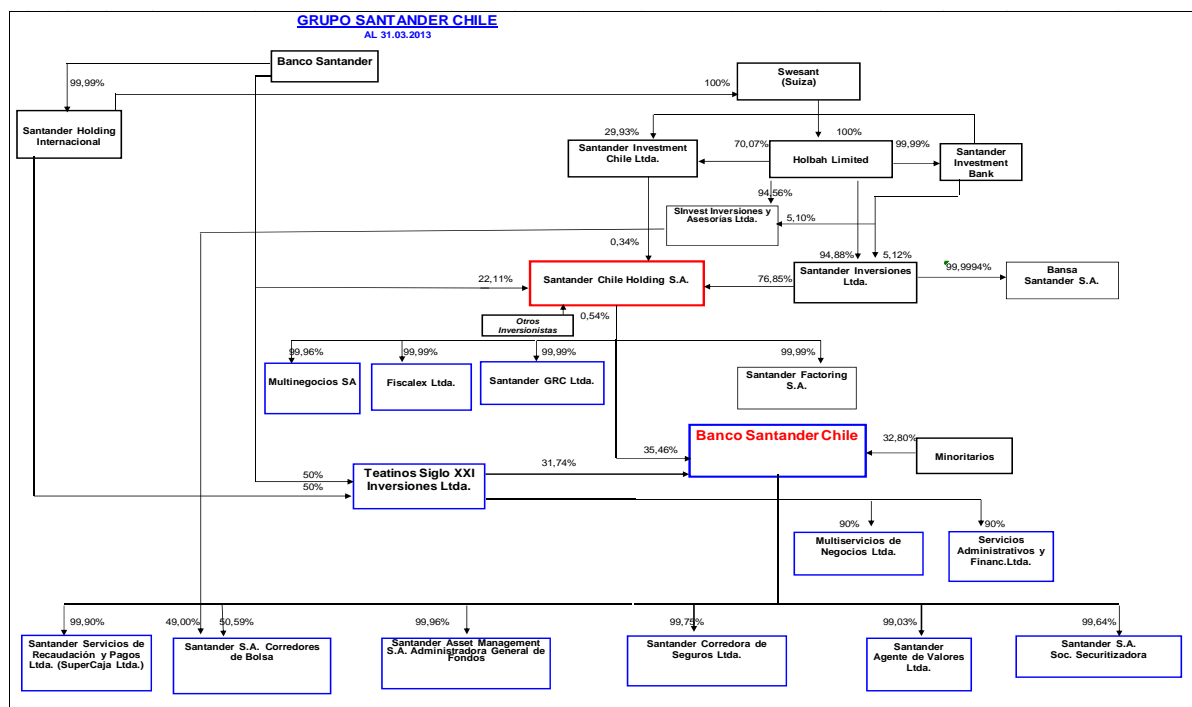 GRUPO SANTANDER CHILE
AL 31.03.2013
Banco Santander
99,99%
100%
Swesant
(Suiza)
Santander Holding
Internacional
29,93%
100%
Santander Investment
Chile Ltda.
70,07%
Holbah Limited
99,99%
Santander
Investment
Bank
94,56%
SInvest Inversiones y
Asesorías Ltda.
5,10%
0,34%
94,88%
5,12%
22,11%
Santander Chile Holding S.A.
76,85%
Santander Inversiones
Ltda.
99,9994%
Bansa
Santander S.A.
Otros
Inversionistas
0,54%
99,96%
99,99%
99,99%
99,99%
Multinegocios SA
Fiscalex Ltda.
Santander GRC Ltda.
Santander Factoring
S.A.
Banco Santander Chile
35,46%
32,80%
Minoritarios
50%
50%
Teatinos Siglo XXI
Inversiones Ltda.
31,74%
90%
90%
Multiservicios de
Negocios Ltda.
Servicios
Administrativos y
Financ.Ltda.
99,90%
49,00%
50,59%
99,96%
99,75%
99,03%
99,64%
Santander Servicios de
Recaudación y Pagos
Ltda. (SuperCaja Ltda.)
Santander S.A. Corredores
de Bolsa
Santander Asset Management
S.A. Administradora General de
Fondos
Santander Corredora de
Seguros Ltda.
Santander
Agente de Valores
Ltda.
Santander S.A.
Soc. Securitizadora